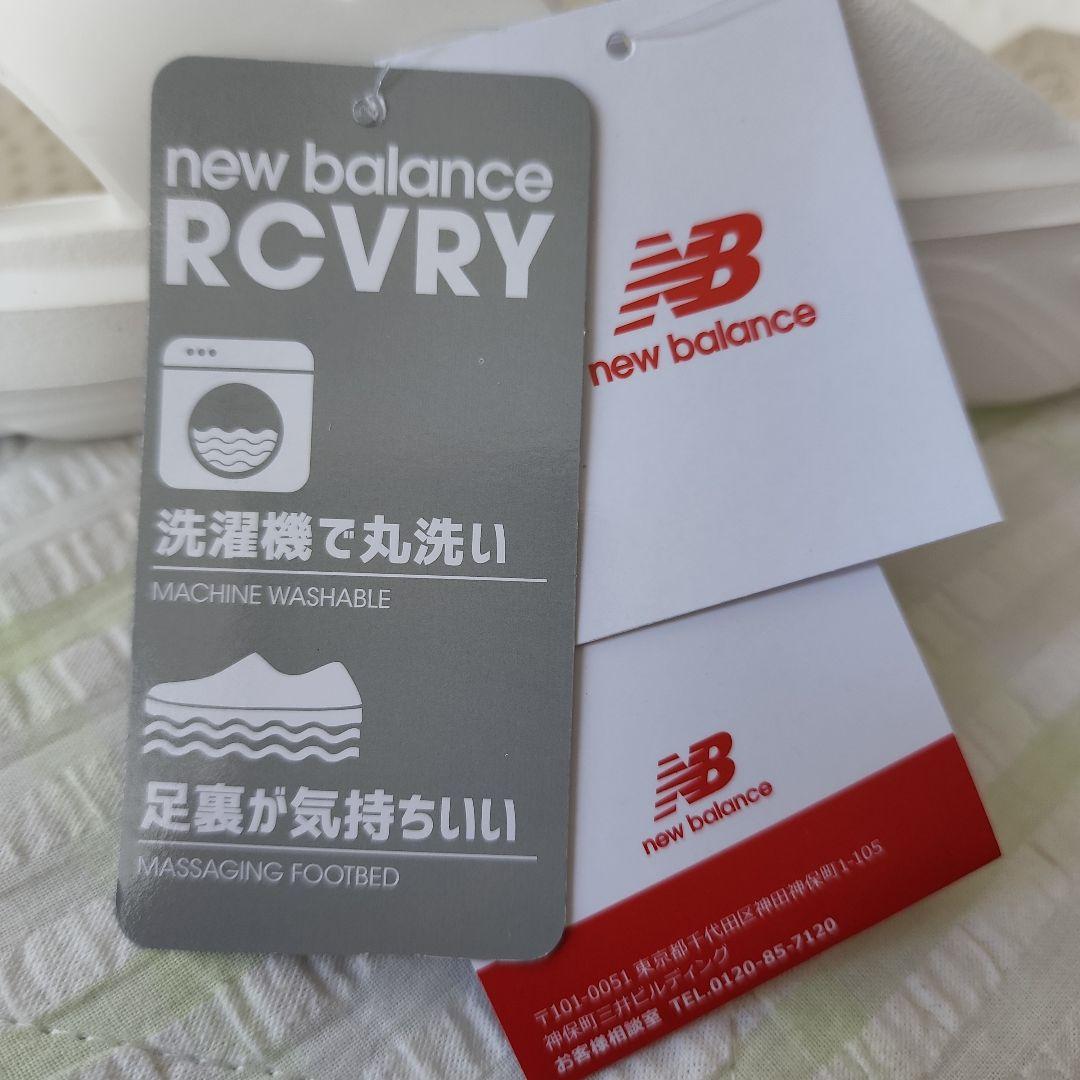 new balance
RCVRY
洗濯機で丸洗い
MACHINE WASHABLE
足裏が気持ちいい
MASSAGING FOOTBED
NB
new balance
NB
new balance
〒101-0051 東京都千代田区神田神保町1-105
神保町三井ビルディング
お客様相談室 TEL.0120-85-7120